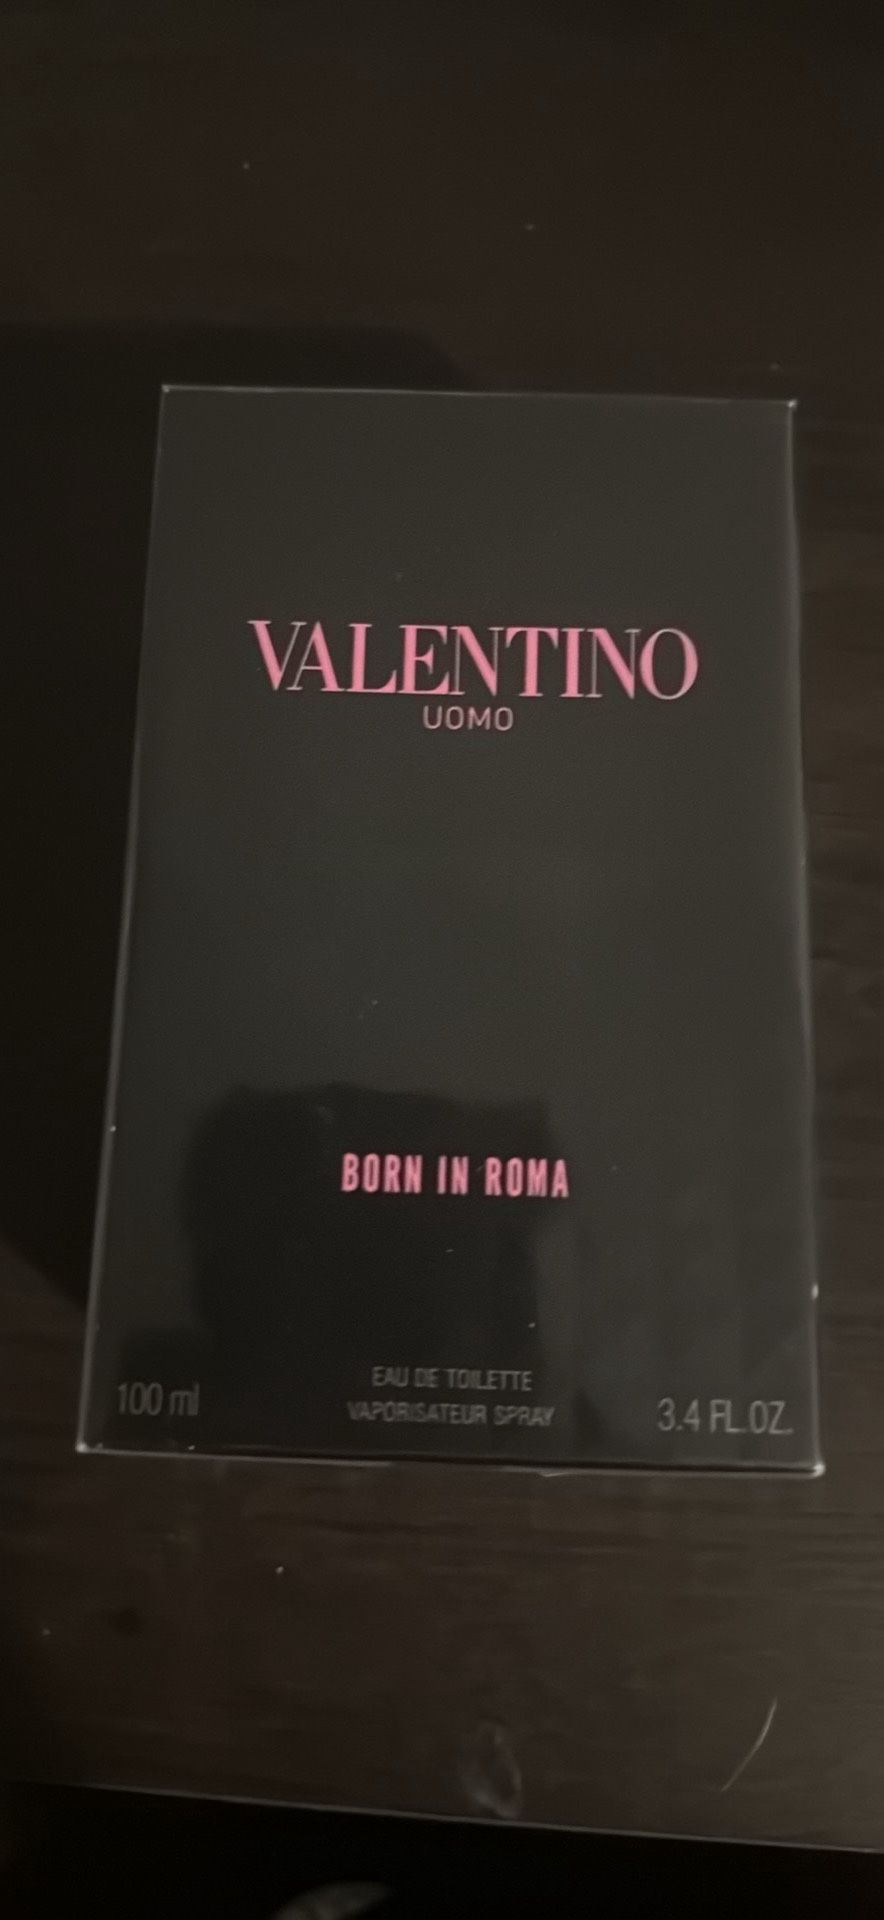 VALENTINO
UOMO
BORN IN ROMA
EAU DE TOILETTE
VAPORISATEUR SPRAY
100 ml
3.4 FL.OZ.